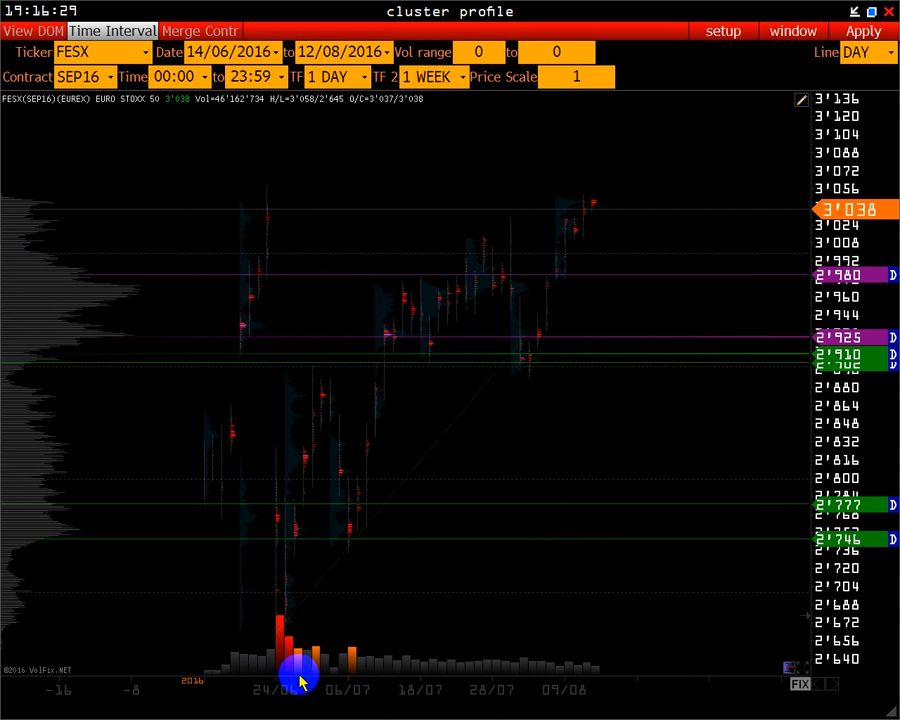 19:16:29 cluster profile
View DOM Time Interval Merge Contr setup window Apply
Ticker FESX Date 14/06/2016 to 12/08/2016 Vol range 0 to 0 Line DAY
Contract SEP16 Time 00:00 to 23:59 TF 1 DAY TF 2 1 WEEK Price Scale 1
FESX(SEP16)(EUREX) EURO STOXX 50 3'038 Vol=46'162'734 H/L=3'058/2'645 O/C=3'037/3'038
3'136
3'120
3'104
3'088
3'072
3'056
3'038
3'024
3'008
2'992
2'980 D
2'960
2'944
2'925 D
2'910 D
D
2'880
2'864
2'848
2'832
2'816
2'800
2'777 D
2'768
2'746 D
2'736
2'720
2'704
2'688
2'672
2'656
2'640
©2016 VolFix.NET
2016
FIX
-16 -8 24/06 06/07 18/07 28/07 09/08